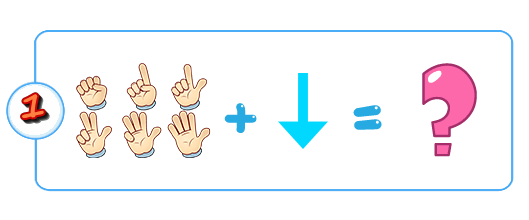 1
+ = ?